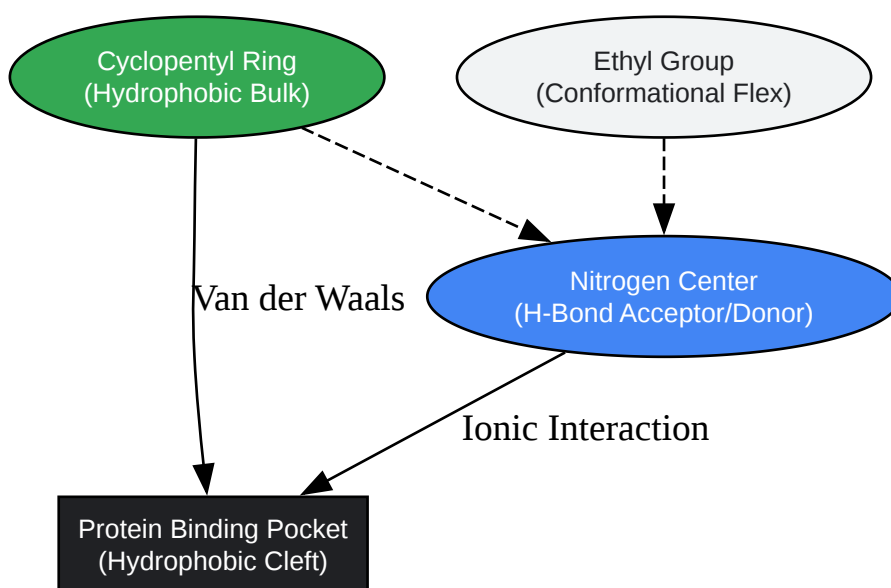 Cyclopentyl Ring
(Hydrophobic Bulk)
Ethyl Group
(Conformational Flex)
Nitrogen Center
(H-Bond Acceptor/Donor)
Van der Waals
Ionic Interaction
Protein Binding Pocket
(Hydrophobic Cleft)